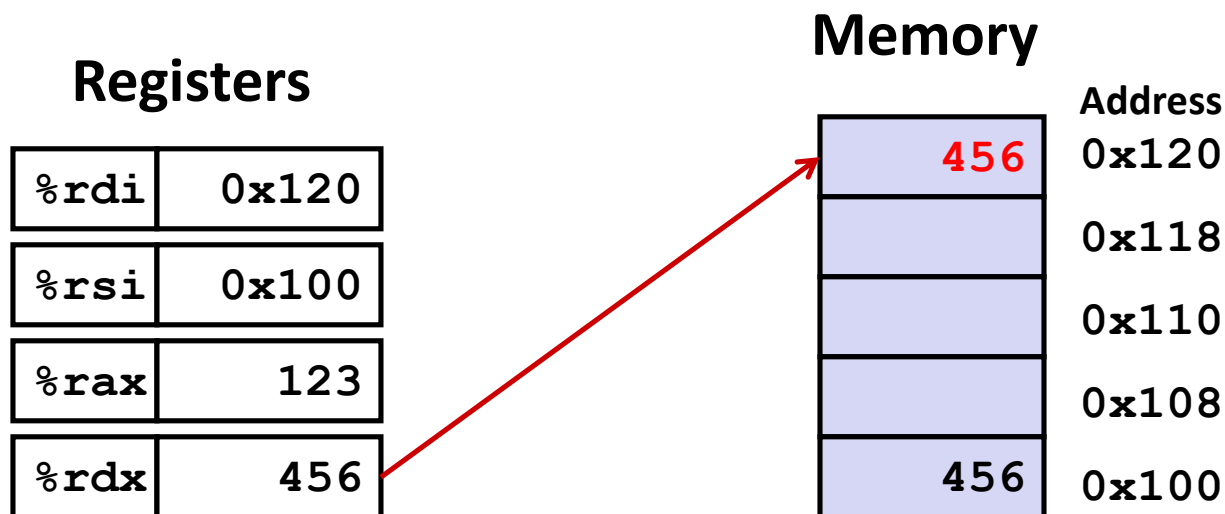 Registers
%rdi 0x120
%rsi 0x100
%rax 123
%rdx 456
Memory
Address
456 0x120
0x118
0x110
0x108
456 0x100